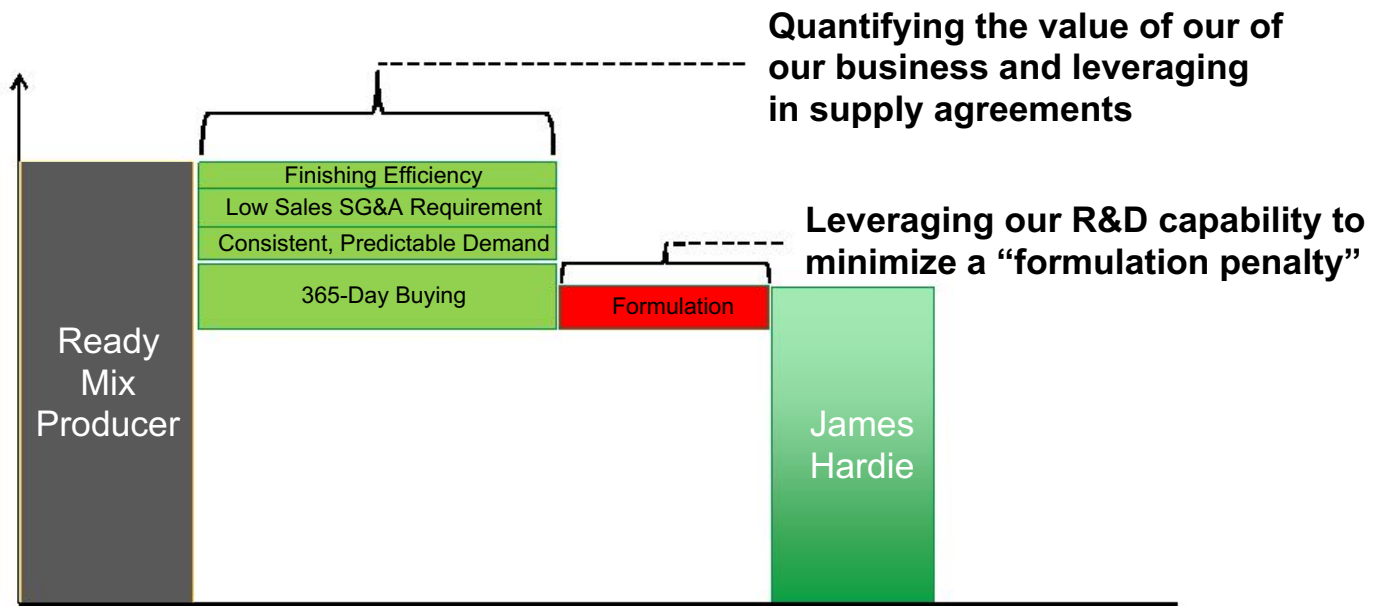 Quantifying the value of our of
our business and leveraging
in supply agreements
Finishing Efficiency
Low Sales SG&A Requirement
Consistent, Predictable Demand
365-Day Buying
Leveraging our R&D capability to
minimize a “formulation penalty”
Formulation
Ready
Mix
Producer
James
Hardie